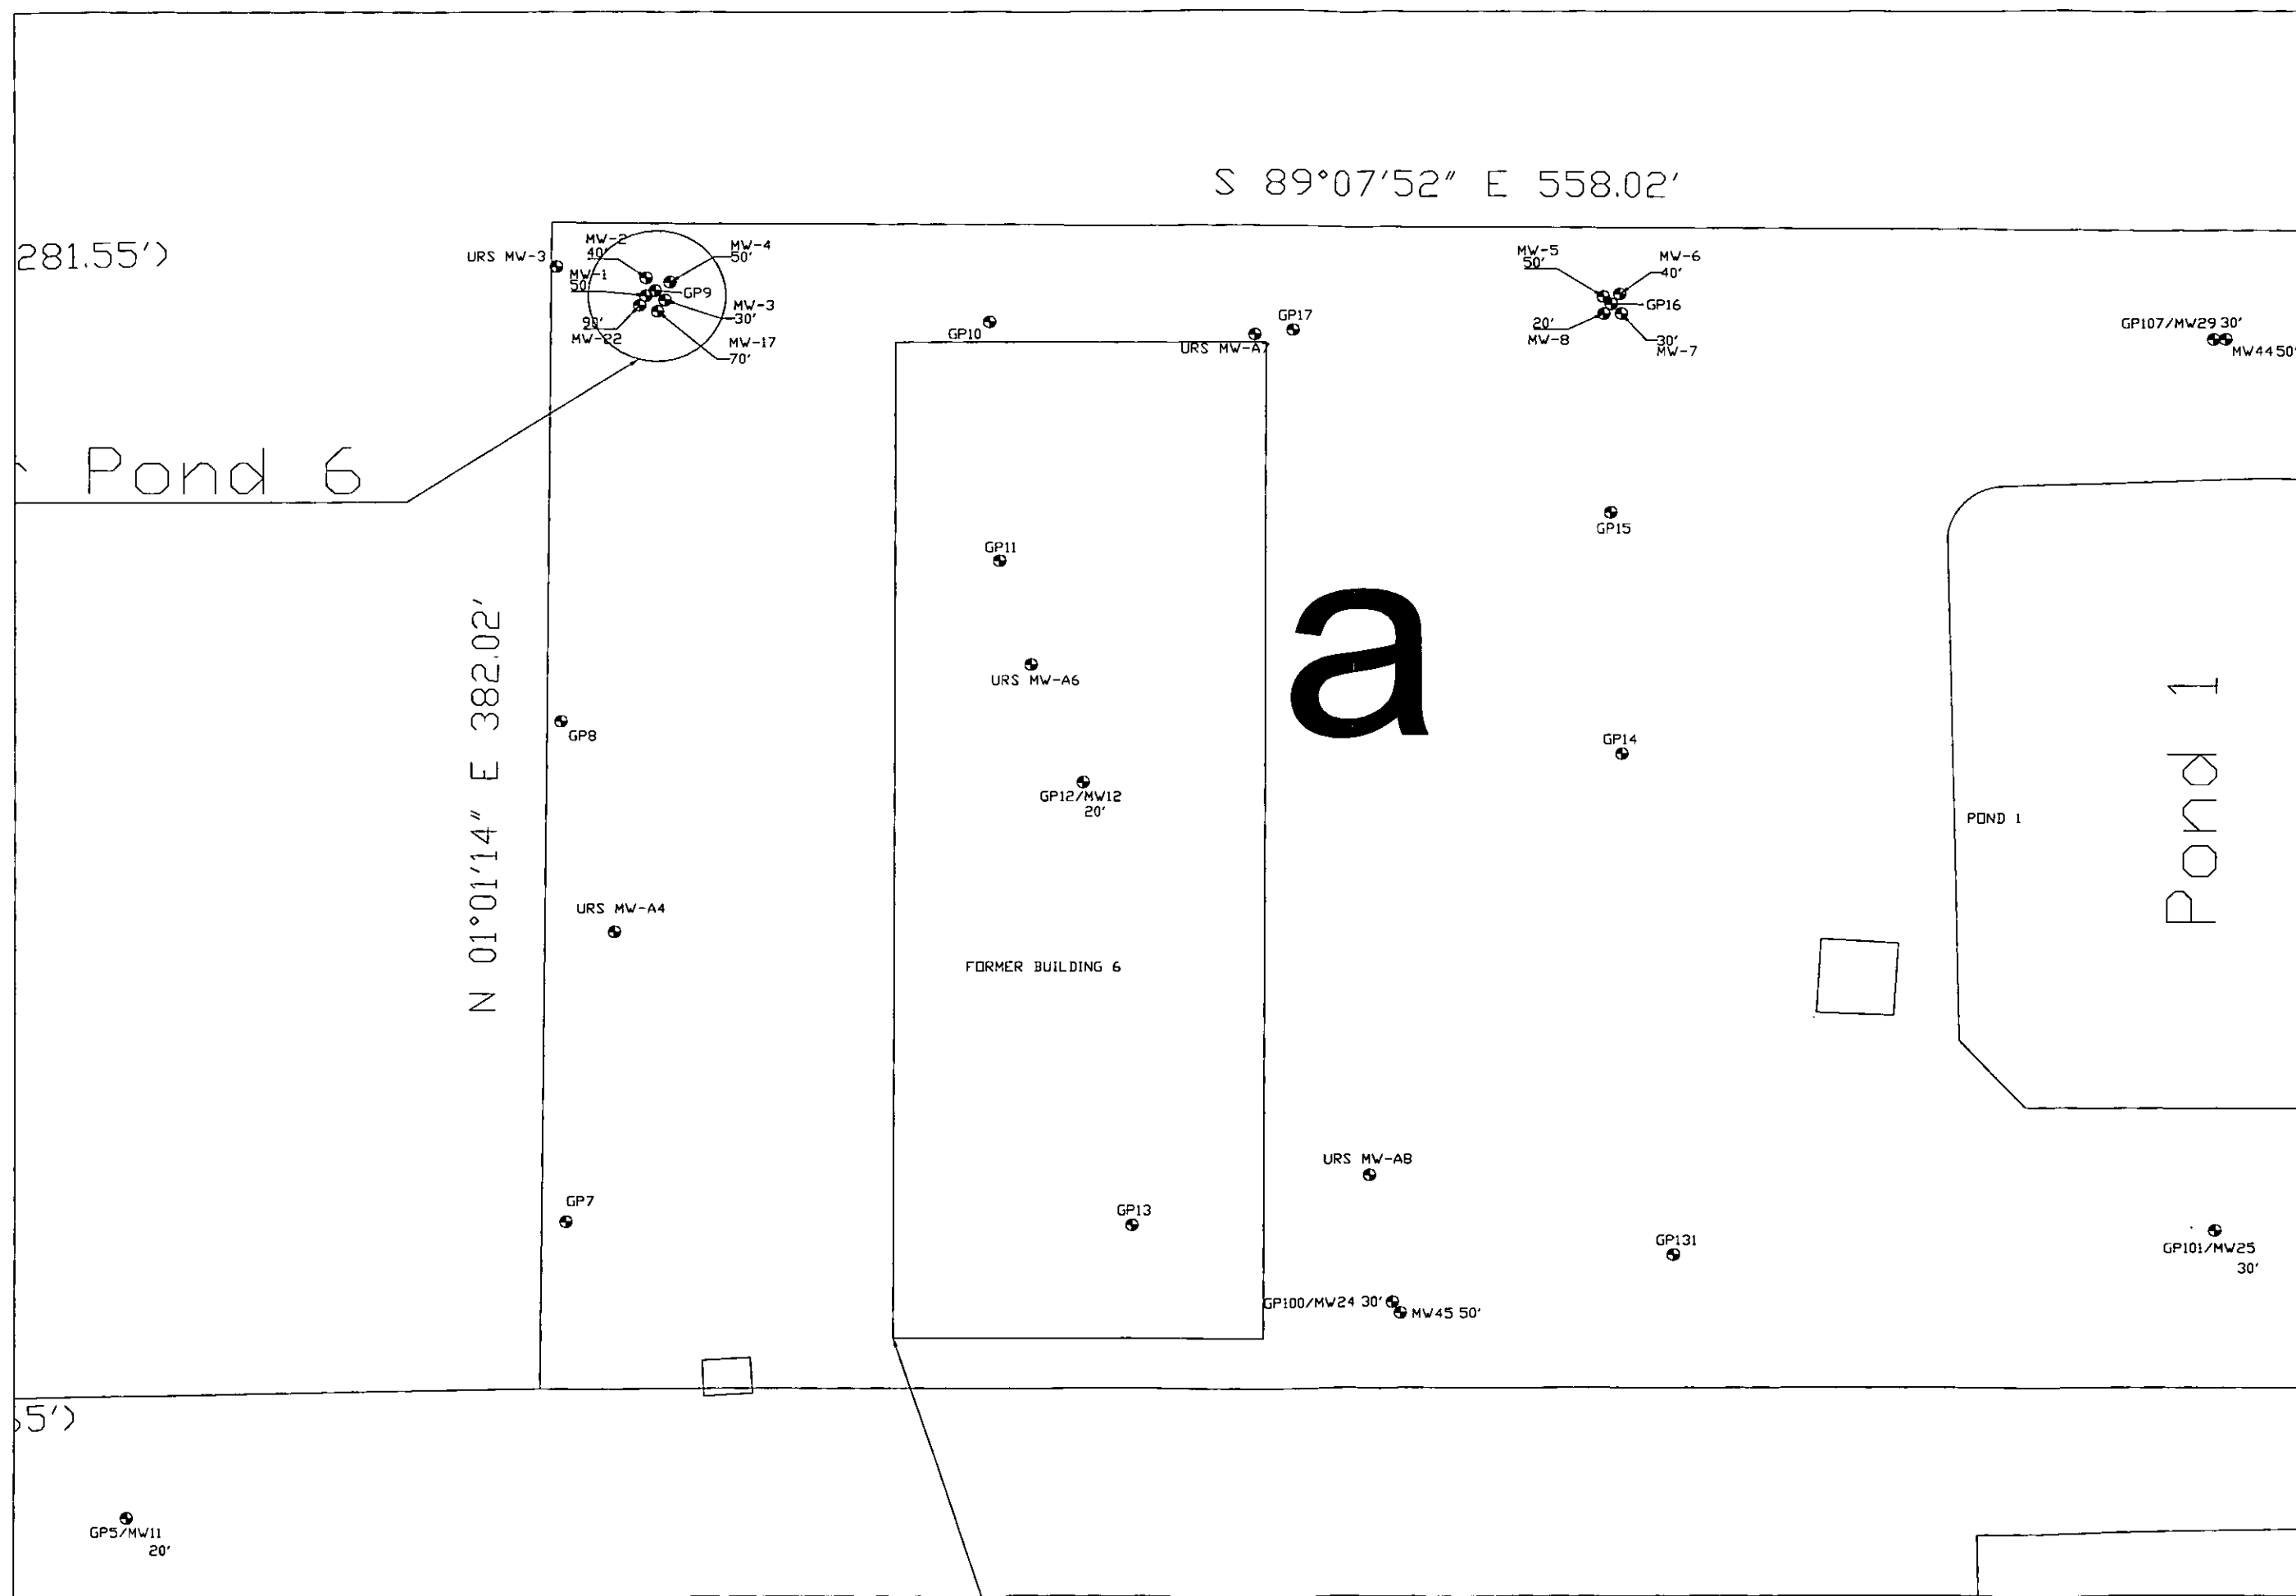 S 89°07'52" E 558.02'
281.55')
URS MW-3
MW-2
40'
MW-4
50'
MW-1
50'
GP9
MW-3
30'
90'
MW-22
MW-17
70'
GP10
URS MW-A7
GP17
MW-5
50'
MW-6
40'
GP16
20'
MW-8
30'
MW-7
GP107/MW29 30'
MW44 50'
Pond 6
GP15
GP11
a
URS MW-A6
N 01°01'14" E 382.02'
GP8
GP14
GP12/MW12
20'
POND 1
Pond 1
URS MW-A4
FORMER BUILDING 6
URS MW-A8
GP7
GP13
GP131
GP101/MW25
30'
GP100/MW24 30'
MW45 50'
5')
GP5/MW11
20'